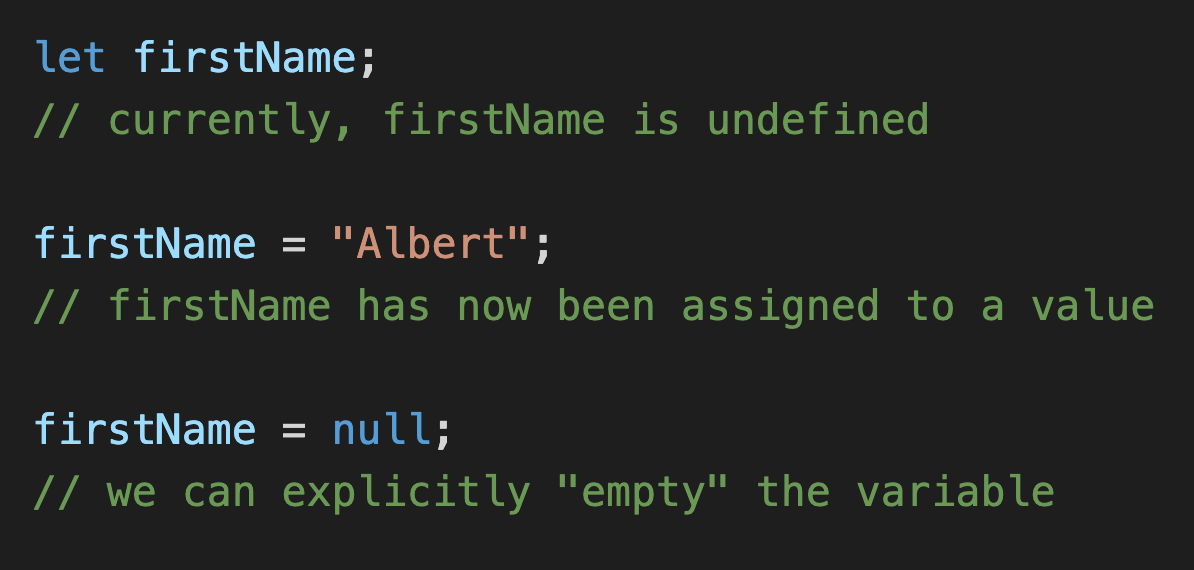 let firstName;
// currently, firstName is undefined
firstName = "Albert";
// firstName has now been assigned to a value
firstName = null;
// we can explicitly "empty" the variable